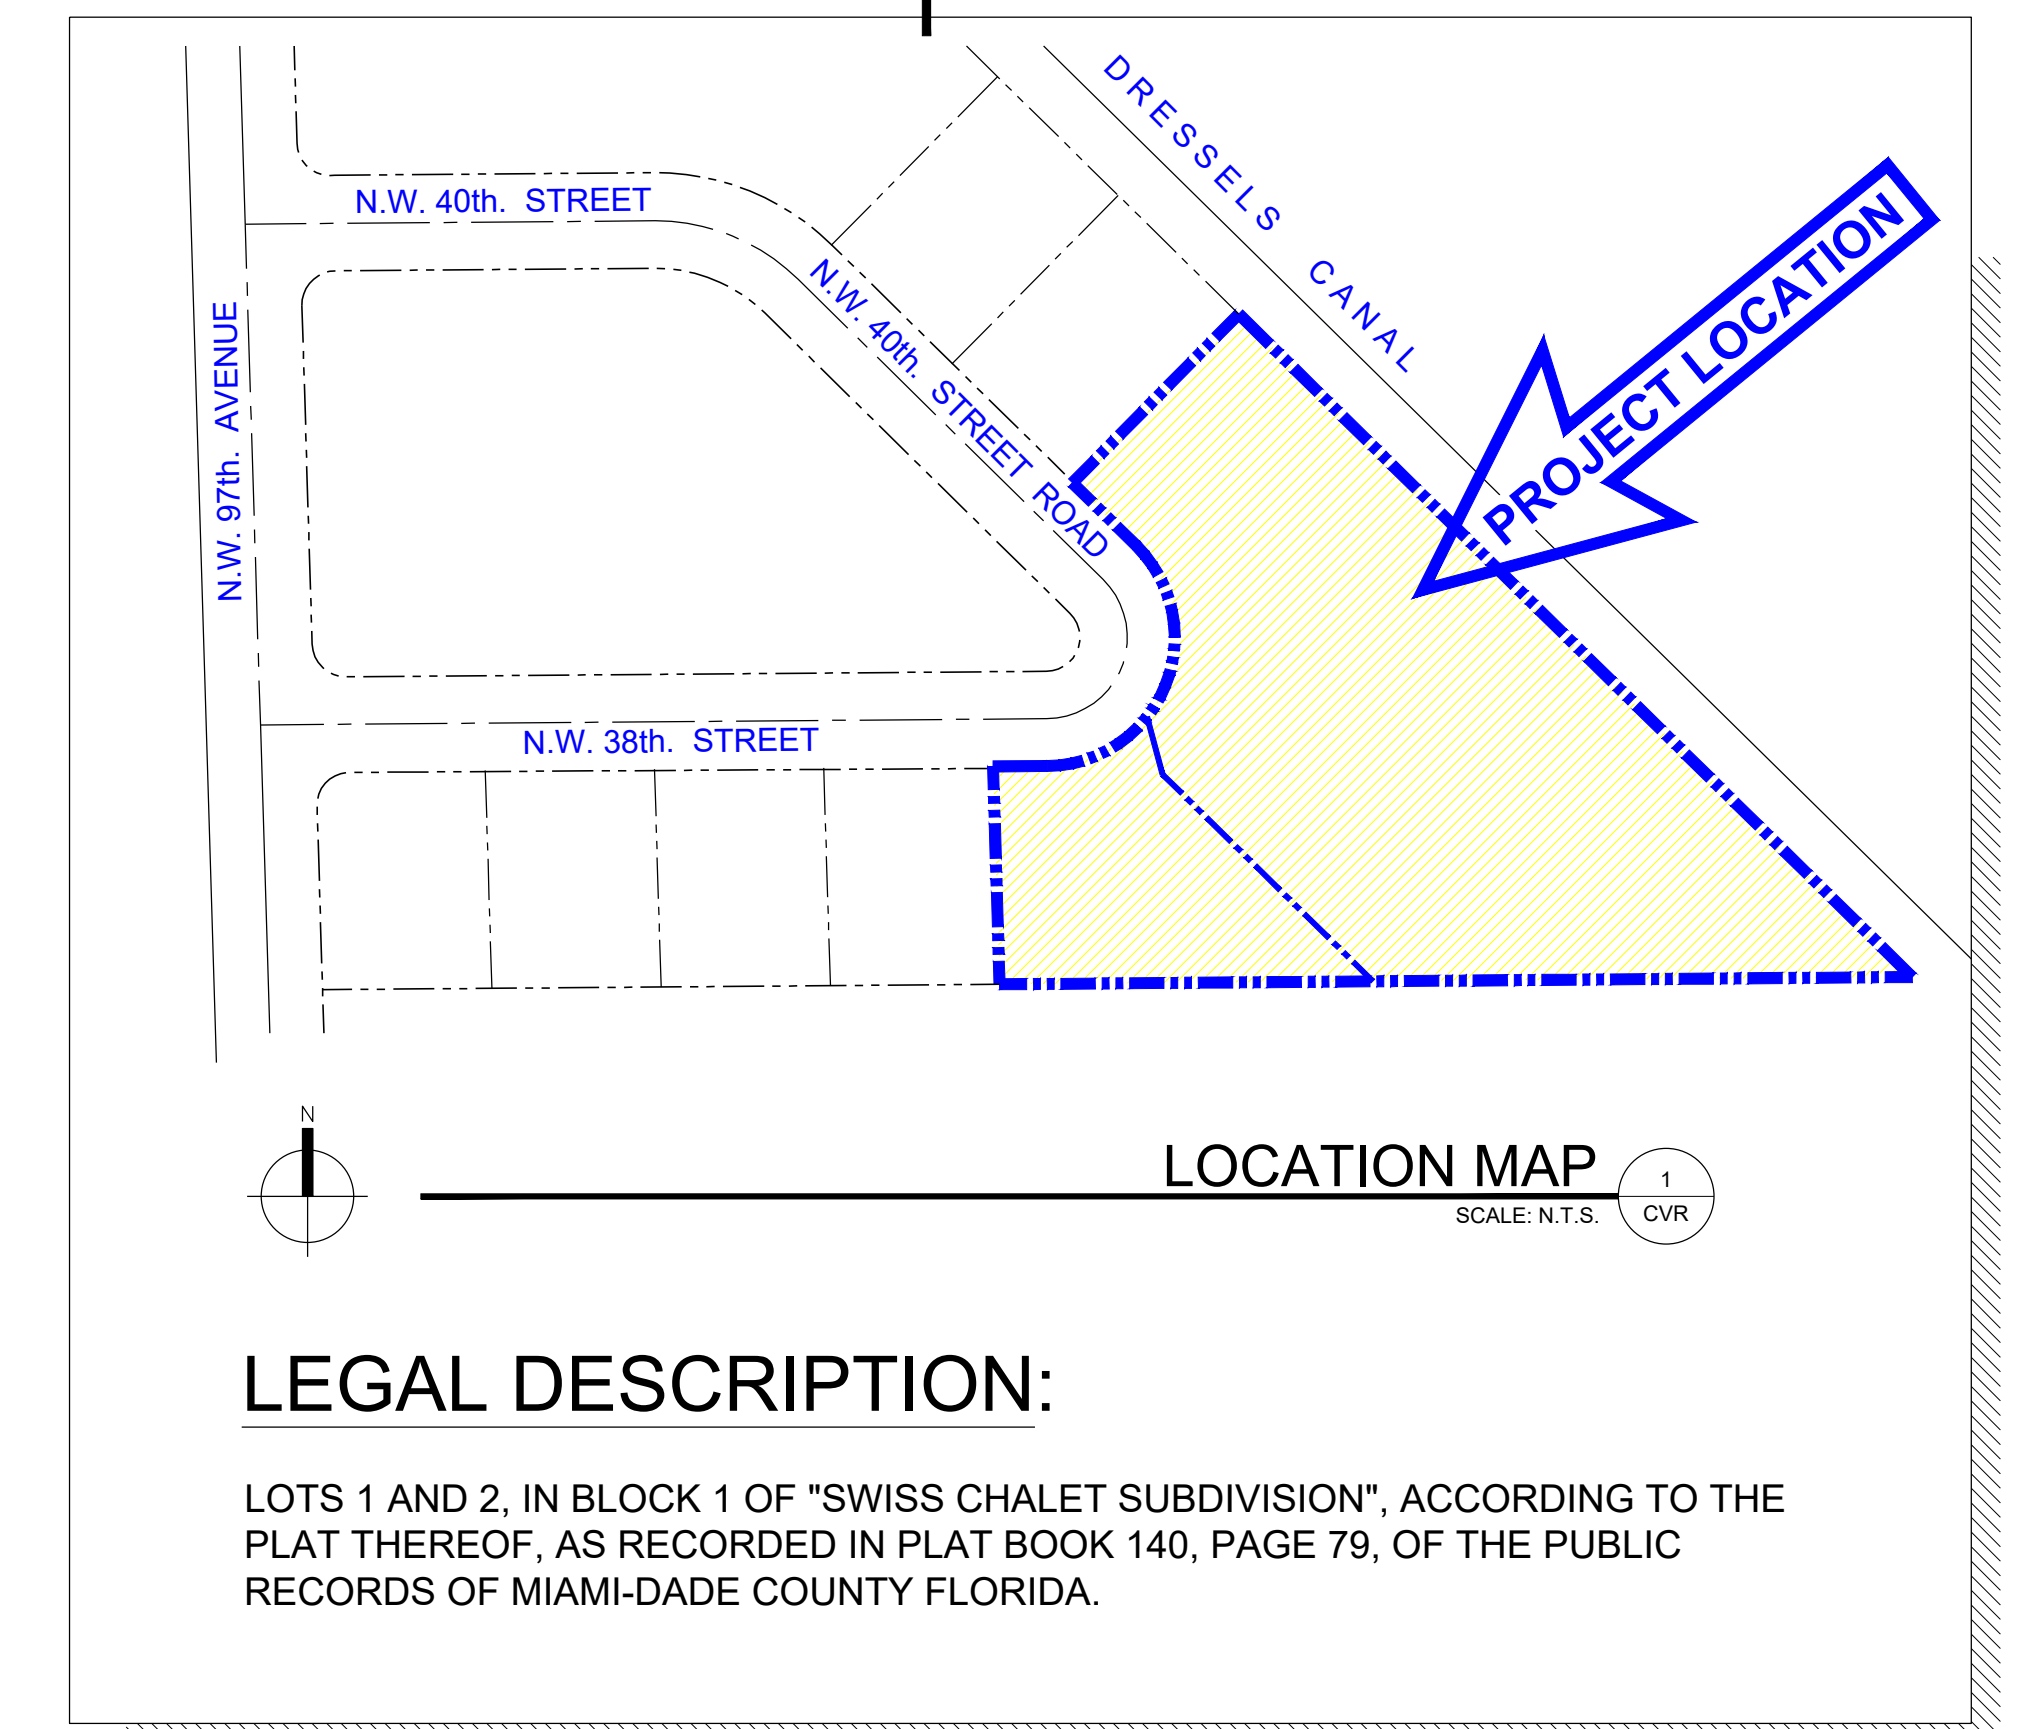 DRESSELS CANAL
N.W. 40th. STREET
PROJECT LOCATION
N.W. 40th. STREET ROAD
N.W. 97th. AVENUE
N.W. 38th. STREET
N
LOCATION MAP
1
SCALE: N.T.S.
CVR
LEGAL DESCRIPTION:
LOTS 1 AND 2, IN BLOCK 1 OF "SWISS CHALET SUBDIVISION", ACCORDING TO THE
PLAT THEREOF, AS RECORDED IN PLAT BOOK 140, PAGE 79, OF THE PUBLIC
RECORDS OF MIAMI-DADE COUNTY FLORIDA.